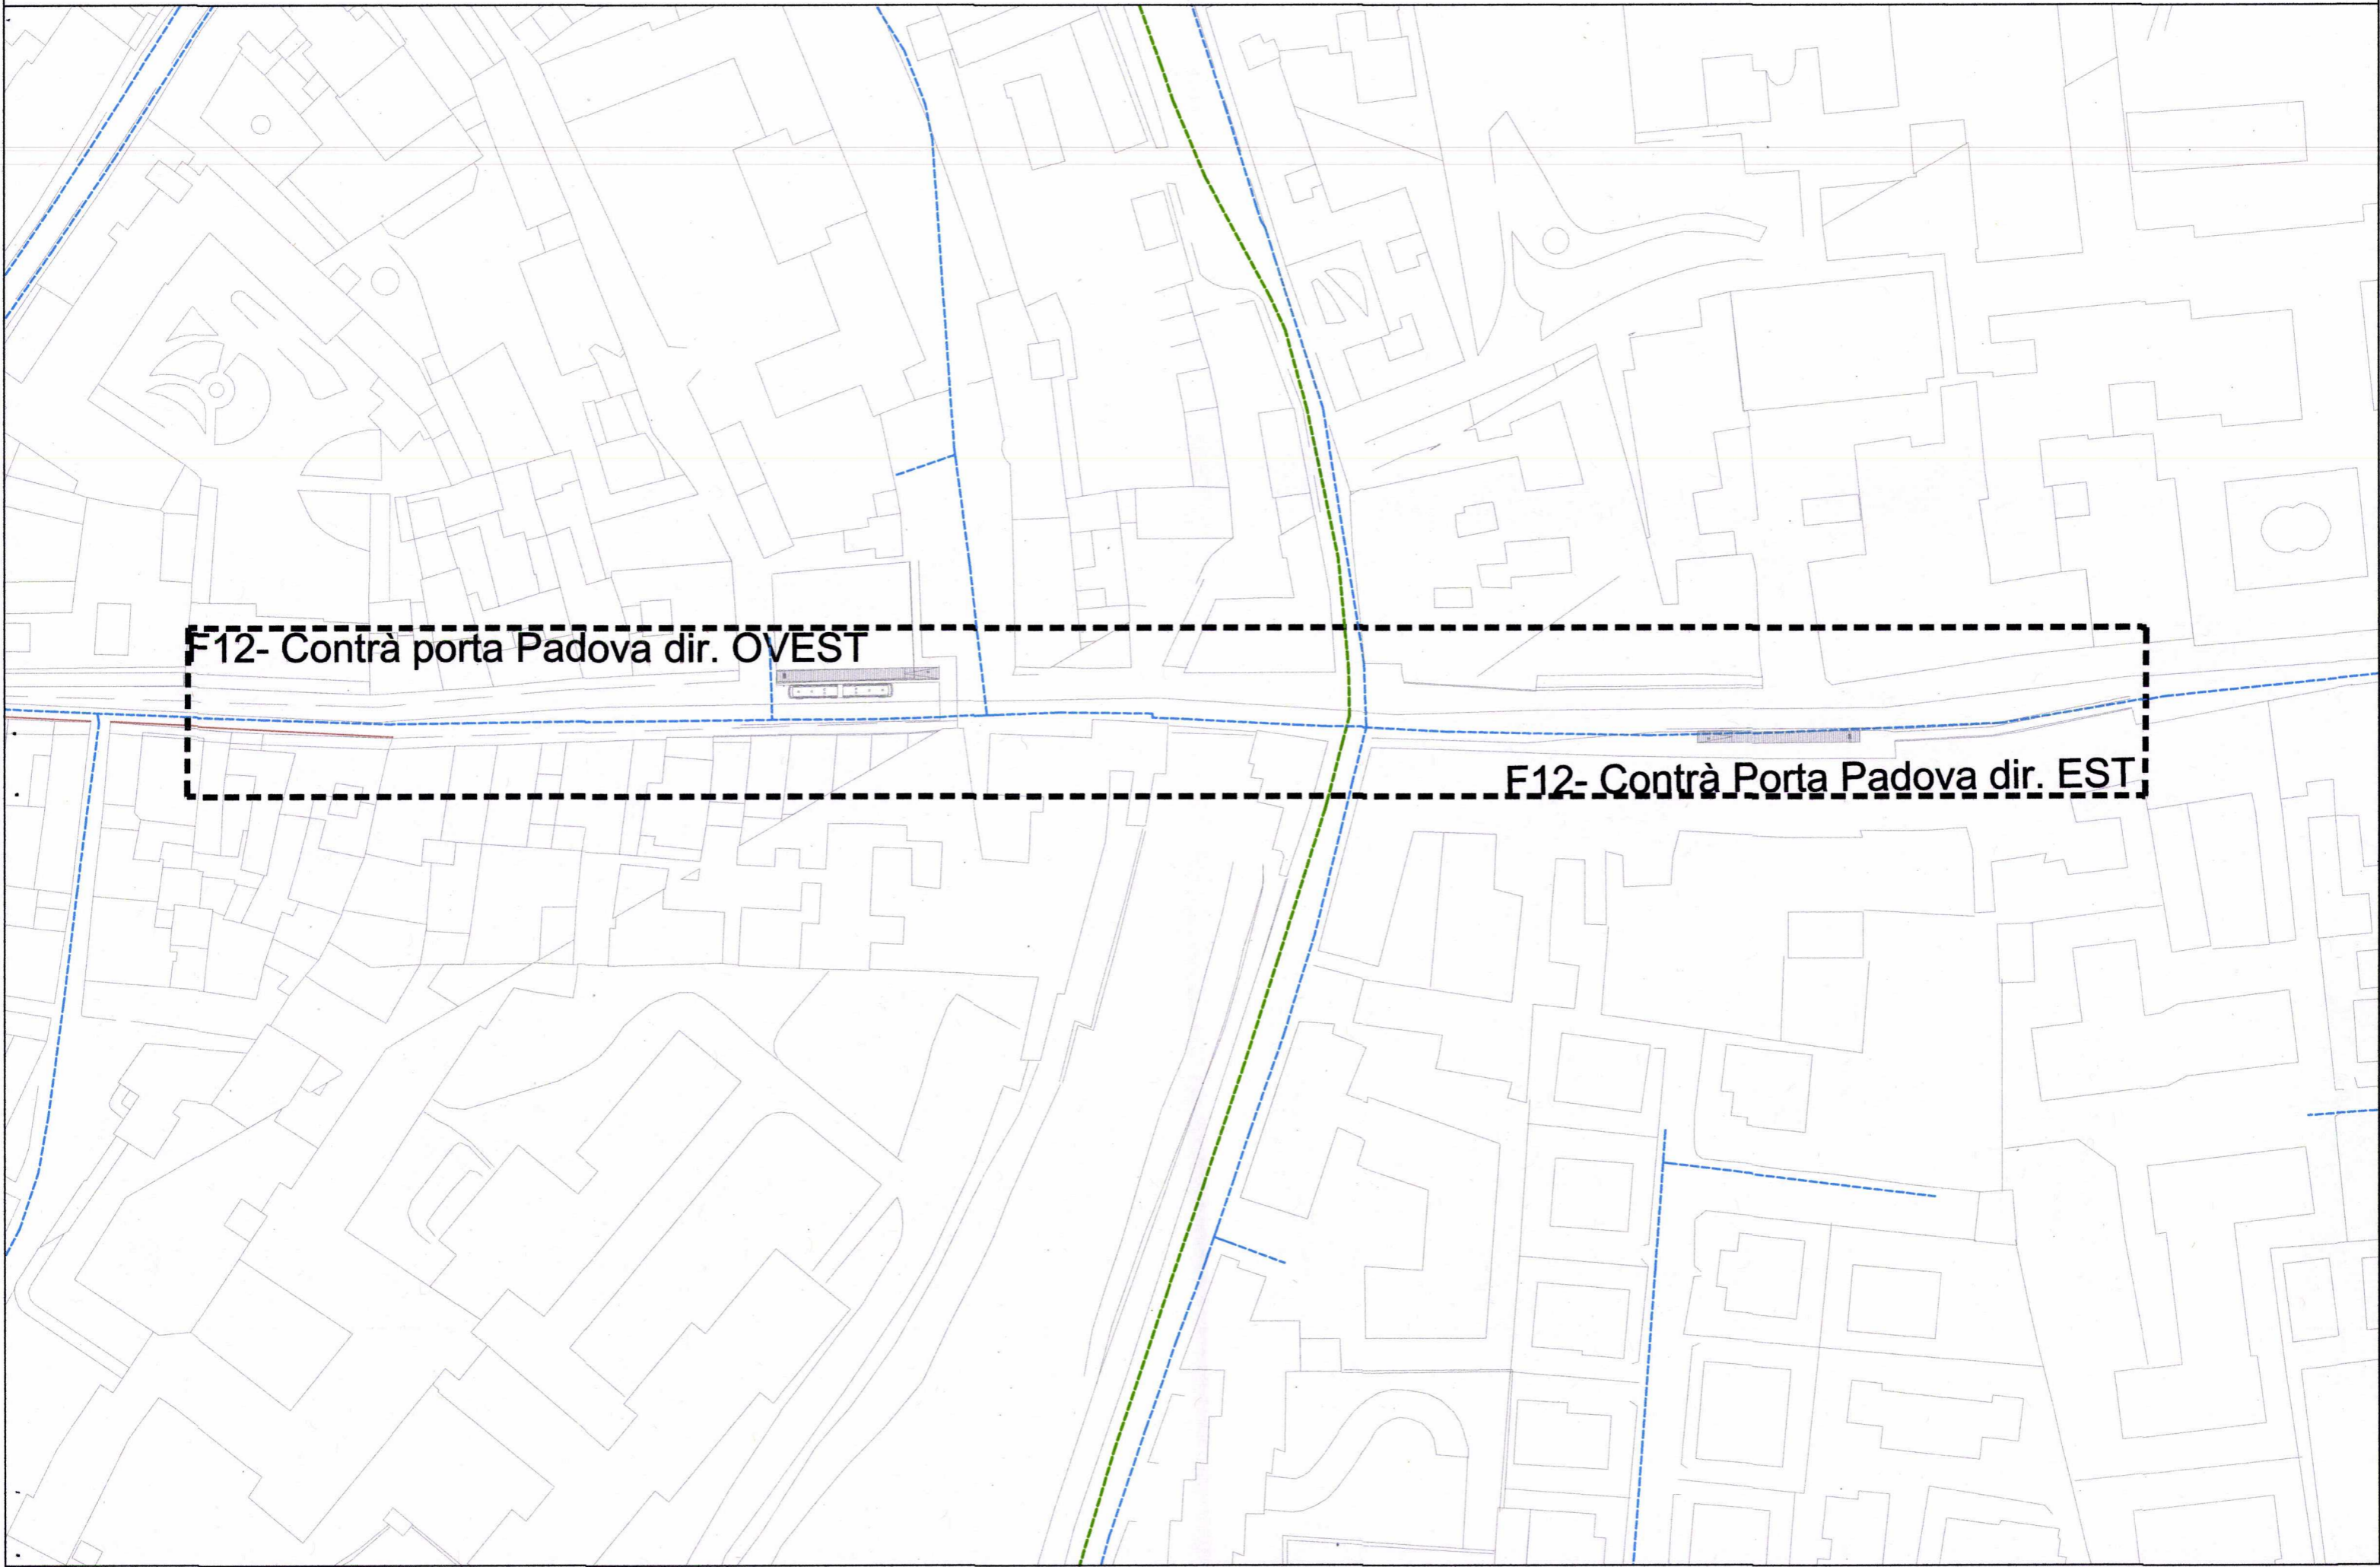 F12- Contrà porta Padova dir. OVEST
F12- Contrà Porta Padova dir. EST